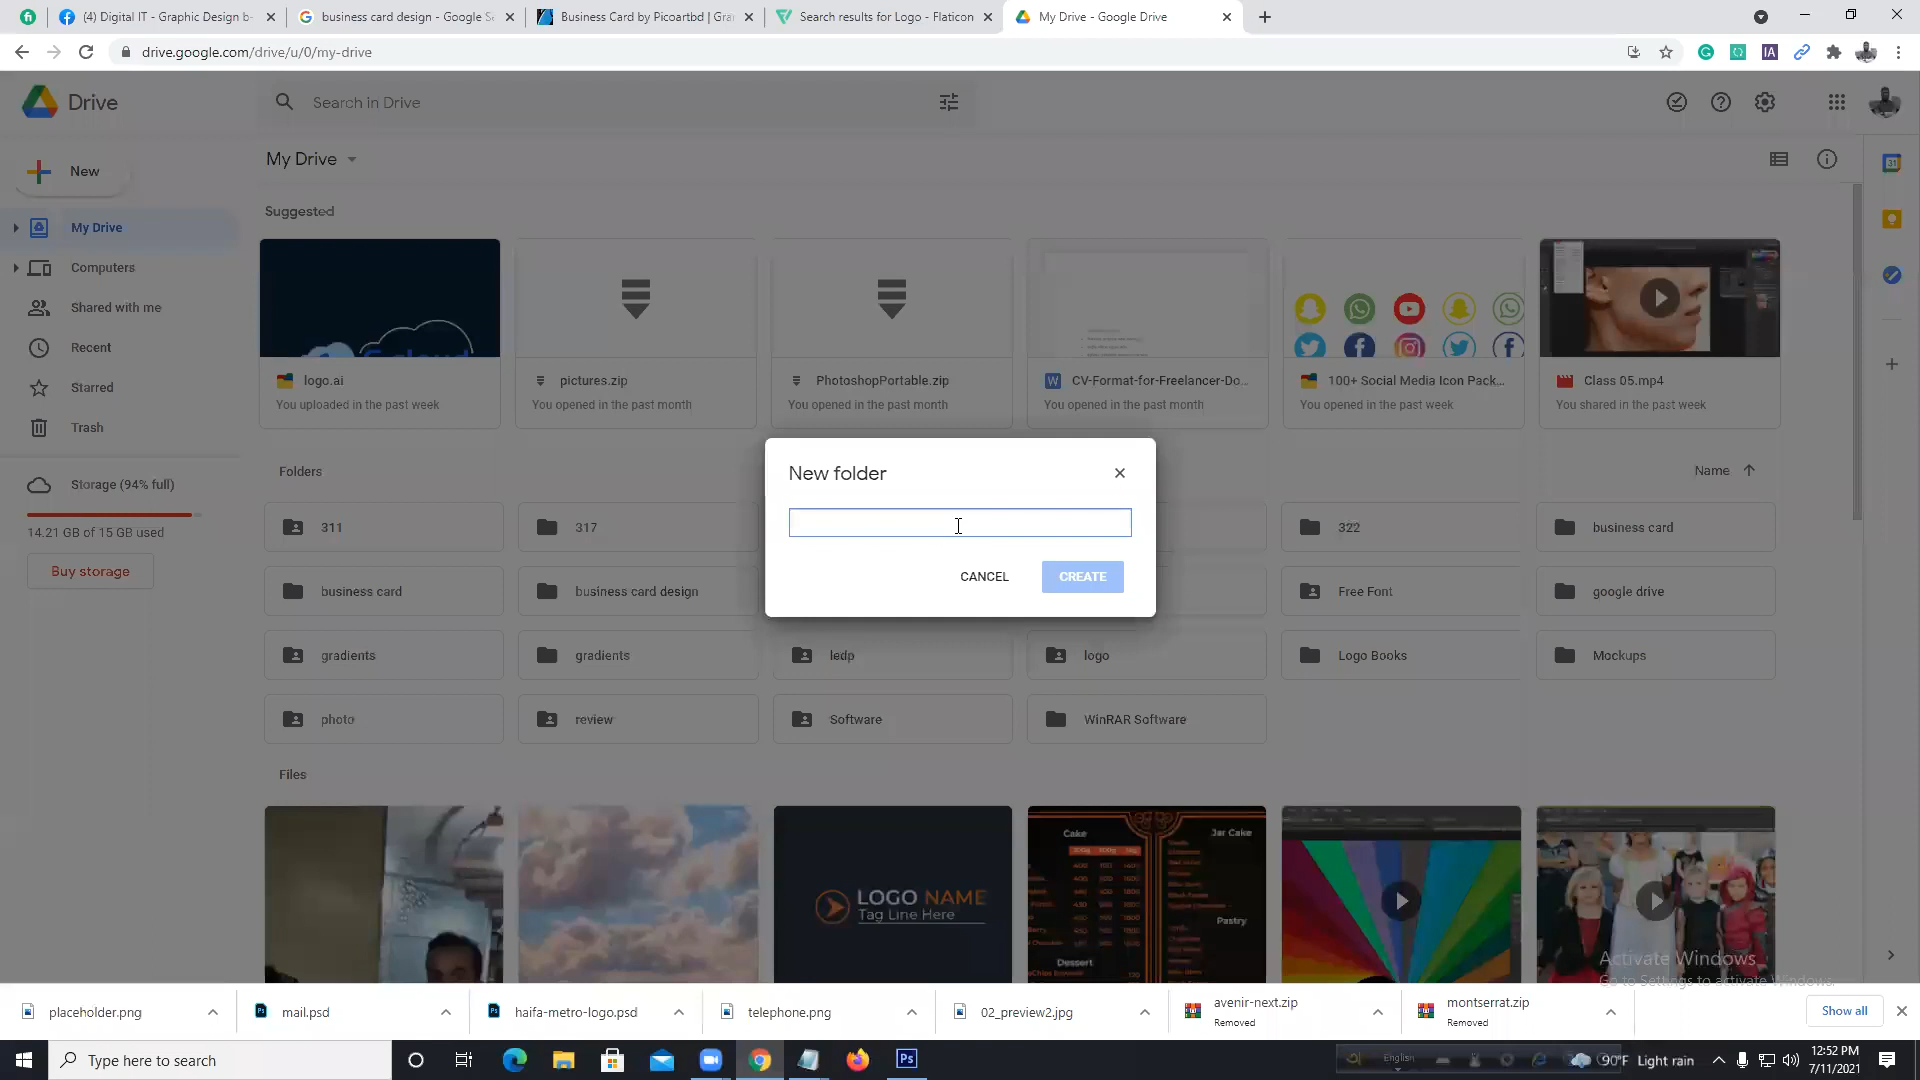 (4) Digital IT - Graphic Design b-
business card design - Google Se
Business Card by Picoartbd | Gra
Search results for Logo - Flaticon
My Drive - Google Drive
drive.google.com/drive/u/0/my-drive
IA
Drive
Search in Drive
New
My Drive
31
Suggested
My Drive
Computers
Shared with me
Recent
Starred
Trash
Storage (94% full)
14.21 GB of 15 GB used
Buy storage
logo.ai
You uploaded in the past week
pictures.zip
You opened in the past month
PhotoshopPortable.zip
You opened in the past month
CV-Format-for-Freelancer-Do...
You opened in the past month
100+ Social Media Icon Pack...
You opened in the past week
Class 05.mp4
You shared in the past week
Folders
Name
New folder
CANCEL
CREATE
311
317
322
business card
business card
business card design
Free Font
google drive
gradients
gradients
ledp
logo
Logo Books
Mockups
photo
review
Software
WinRAR Software
Files
LOGO NAME
Tag Line Here
Cake
Jar Cake
Pastry
Dessert
Activate Windows
Go to Settings to activate Windows.
placeholder.png
mail.psd
haifa-metro-logo.psd
telephone.png
02_preview2.jpg
avenir-next.zip
Removed
montserrat.zip
Removed
Show all
Type here to search
Ps
English
90°F Light rain
12:52 PM
7/11/2021